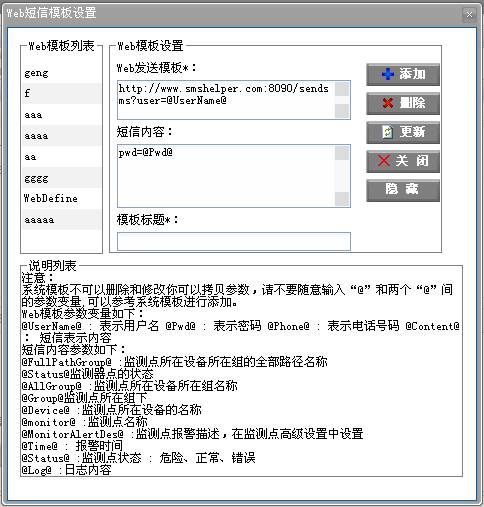 Web短信模板设置
Web模板列表
geng
f
aaa
aaaa
aa
gggg
WebDefine
aaaaa
Web模板设置
Web发送模板*：
http://www.smshelper.com:8090/sends
ms?user=@UserName@
短信内容：
pwd=@Pwd@
模板标题*：
添加
删除
更新
关 闭
隐 藏
说明列表
注意：
系统模板不可以删除和修改你可以拷贝参数，请不要随意输入“@”和两个“@”间
的参数变量,可以参考系统模板进行添加。
Web模板参数变量如下：
@UserName@ : 表示用户名 @Pwd@ : 表示密码 @Phone@ : 表示电话号码 @Content@
: 短信表示内容
短信内容参数如下：
@FullPathGroup@ :监测点所在设备所在组的全部路径名称
@Status@监测器点的状态
@AllGroup@ :监测点所在设备所在组名称
@Group@监测点所在组下
@Device@ :监测点所在设备的名称
@monitor@ :监测点名称
@MonitorAlertDes@ :监测点报警描述，在监测点高级设置中设置
@Time@ : 报警时间
@Status@ :监测点状态 : 危险、正常、错误
@Log@ :日志内容